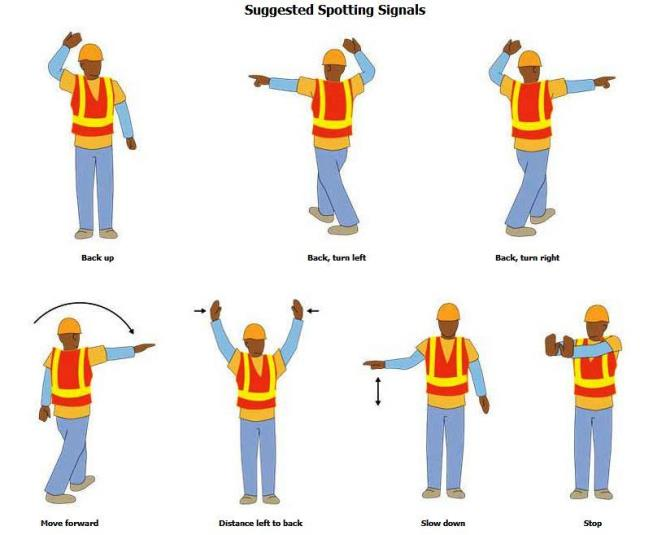 Suggested Spotting Signals
Back up
Back, turn left
Back, turn right
Move forward
Distance left to back
Slow down
Stop